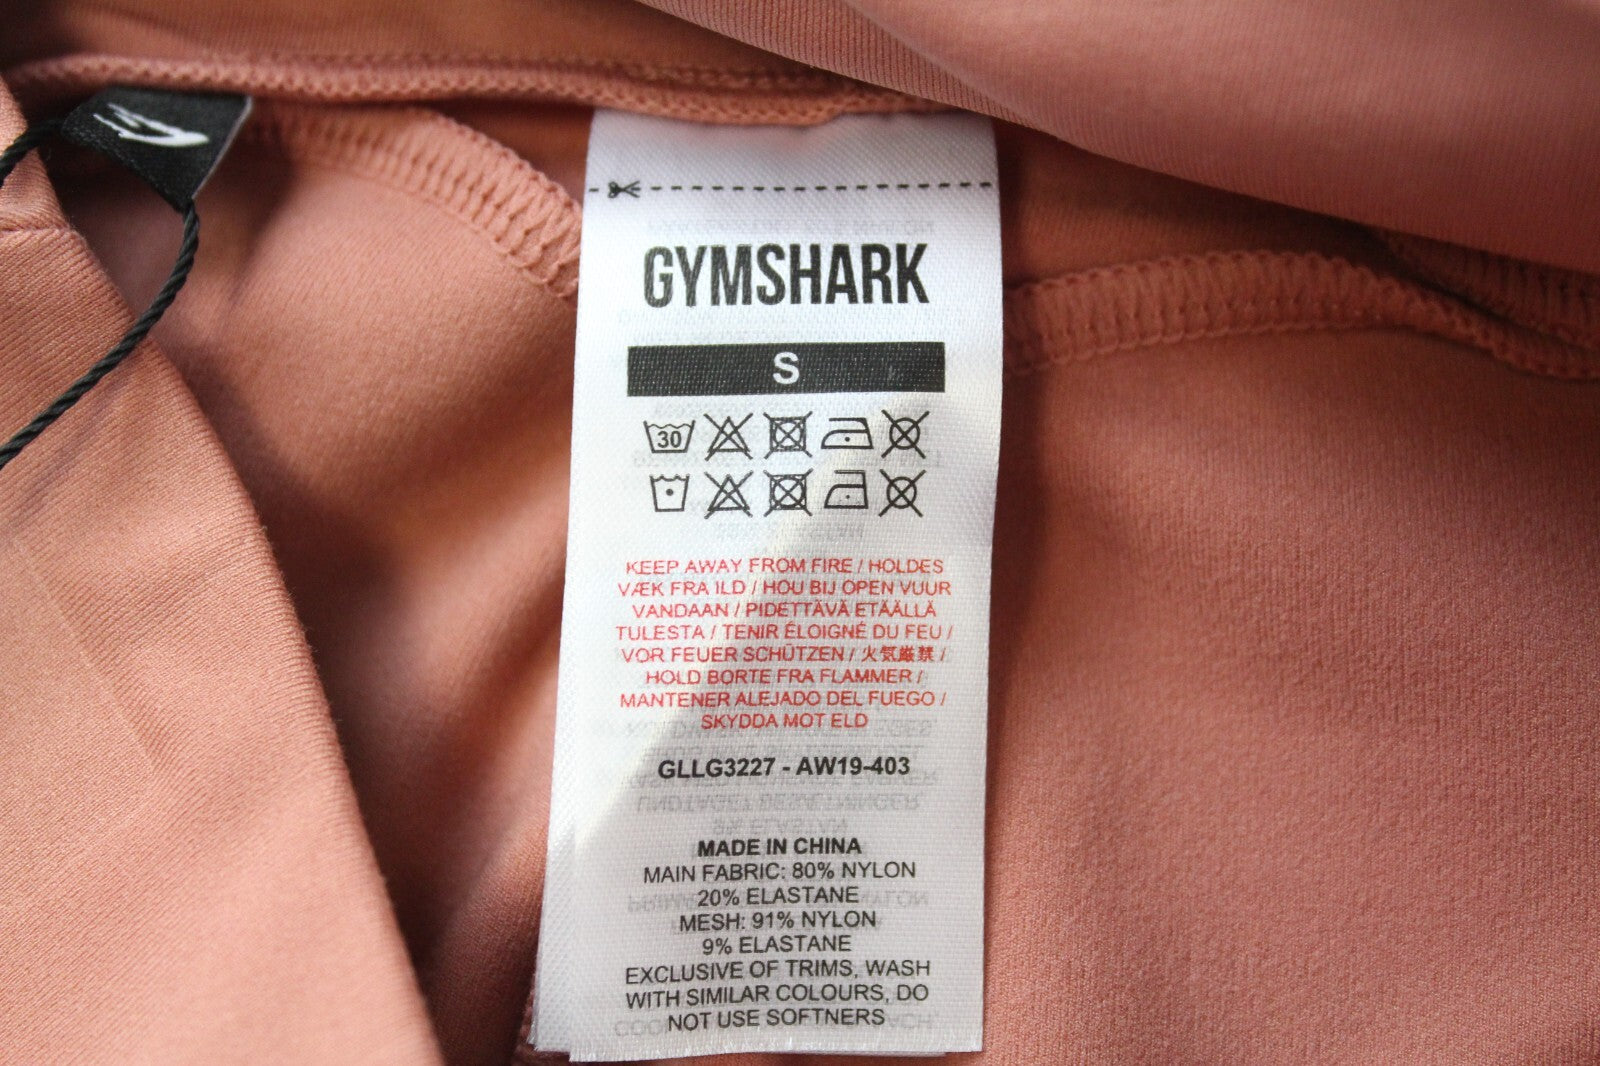 GYMSHARK
S
30
KEEP AWAY FROM FIRE / HOLDES
VÆK FRA ILD / HOU BIJ OPEN VUUR
VANDAAN / PIDETTÄVÄ ETÄÄLLÄ
TULESTA / TENIR ÉLOIGNÉ DU FEU /
VOR FEUER SCHÜTZEN / 火気厳禁 /
HOLD BORTE FRA FLAMMER /
MANTENER ALEJADO DEL FUEGO /
SKYDDA MOT ELD
GLLG3227 - AW19-403
MADE IN CHINA
MAIN FABRIC: 80% NYLON
20% ELASTANE
MESH: 91% NYLON
9% ELASTANE
EXCLUSIVE OF TRIMS, WASH
WITH SIMILAR COLOURS, DO
NOT USE SOFTNERS